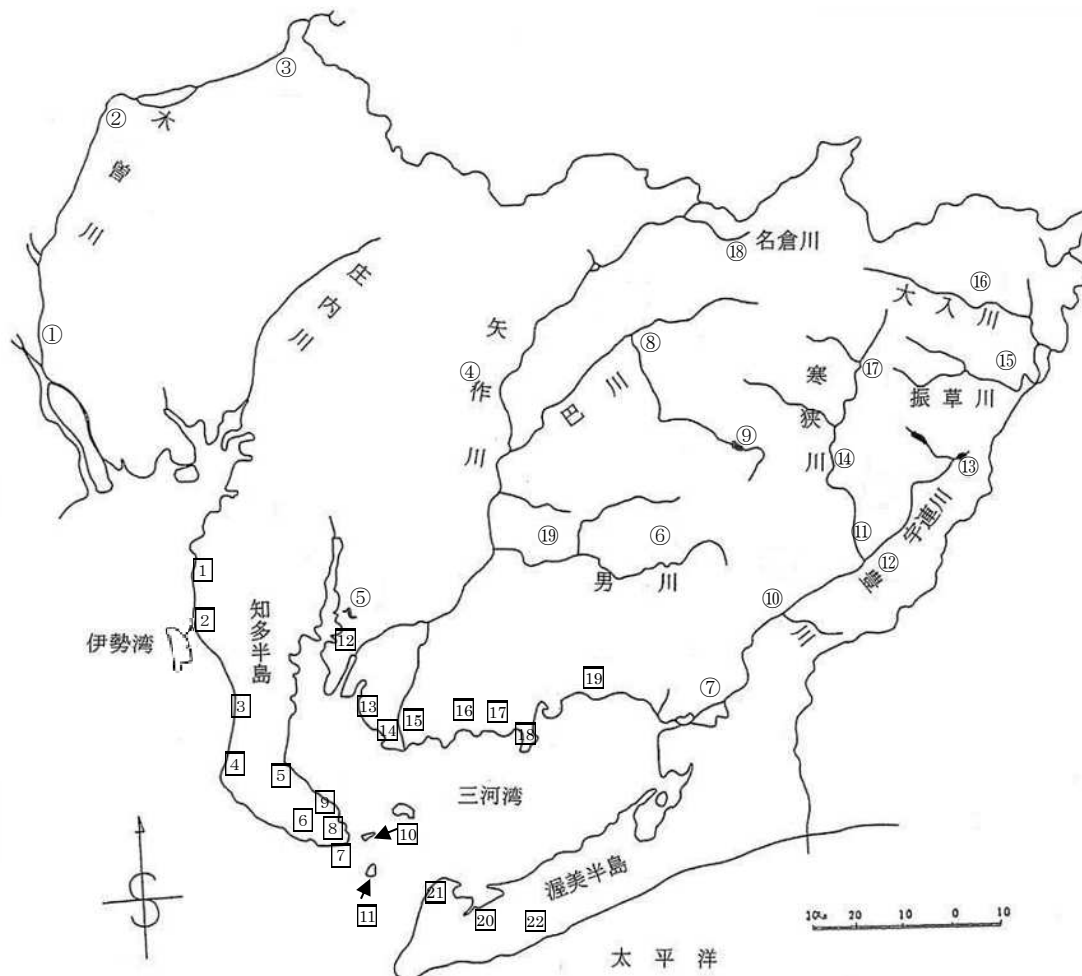 ③
②
木
曽
川
①
庄
内
川
名倉川
⑱
⑯
大入川
矢
④
作
川
⑧
巴川
寒
狭
川
⑰
⑮
振草川
⑨
⑭
⑬
宇連川
⑲
⑥
男川
⑪
⑫
豊
川
⑩
⑦
1
2
伊勢湾
知多半島
⑤
12
3
13
14
15
16
17
18
19
4
5
三河湾
9
6
8
10
7
11
21
20
22
渥美半島
太平洋
20
10
0
10